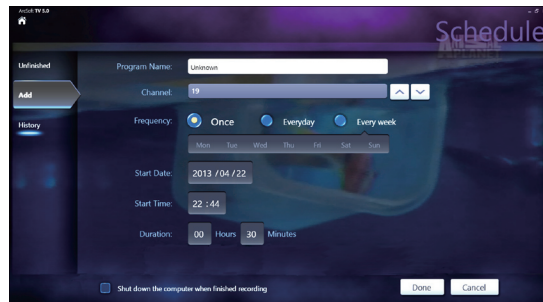 ArcSoft TV 5.0
Schedule
Unfinished
Add
History
Program Name: Unknown
Channel: 19
Frequency: Once Everyday Every week
Mon Tue Wed Thu Fri Sat Sun
Start Date: 2013 /04 /22
Start Time: 22 :44
Duration: 00 Hours 30 Minutes
Shut down the computer when finished recording
Done Cancel